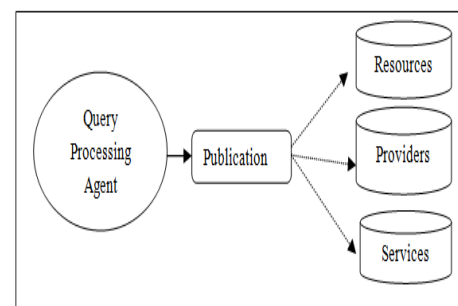 Query
Processing
Agent
Publication
Resources
Providers
Services